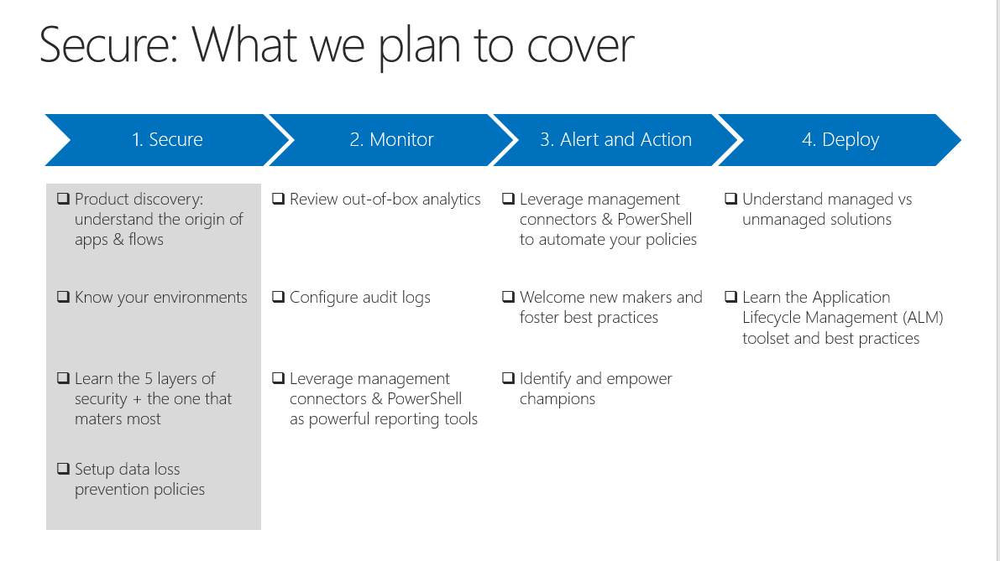 Secure: What we plan to cover
1. Secure
2. Monitor
3. Alert and Action
4. Deploy
Product discovery:
understand the origin of
apps & flows
Know your environments
Learn the 5 layers of
security + the one that
maters most
Setup data loss
prevention policies
Review out-of-box analytics
Configure audit logs
Leverage management
connectors & PowerShell
as powerful reporting tools
Leverage management
connectors & PowerShell
to automate your policies
Welcome new makers and
foster best practices
Identify and empower
champions
Understand managed vs
unmanaged solutions
Learn the Application
Lifecycle Management (ALM)
toolset and best practices